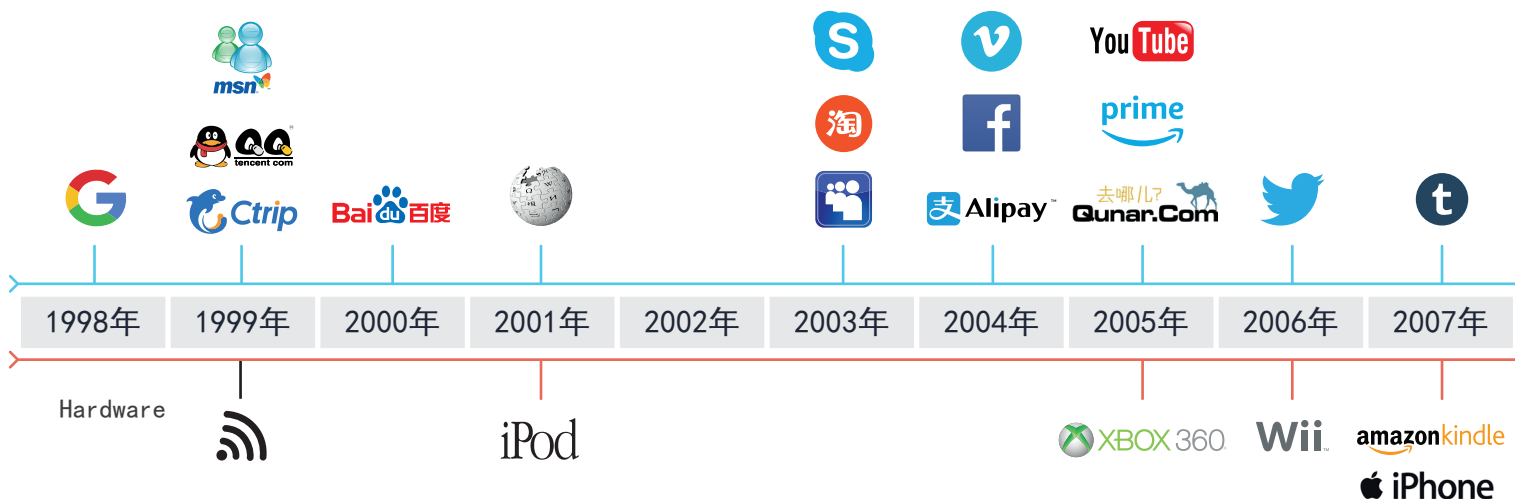 You Tube
msn
S
v
淘
f
prime
QQ
tencent com
G
Ctrip
Bai du 百度
W
支 Alipay™
去哪儿?
Qunar.Com
t
1998年
1999年
2000年
2001年
2002年
2003年
2004年
2005年
2006年
2007年
Hardware
iPod
XBOX 360
Wii
amazonkindle
iPhone